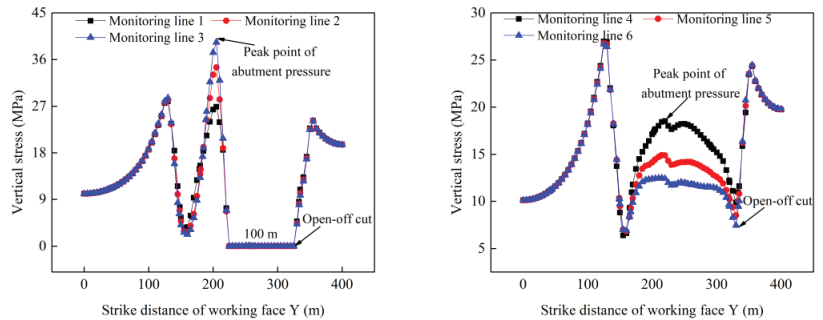 45
36
27
18
9
0
Vertical stress (MPa)
Monitoring line 1
Monitoring line 2
Monitoring line 3
Peak point of
abutment pressure
100 m
Open-off cut
0 100 200 300 400
Strike distance of working face Y (m)
30
25
20
15
10
5
Vertical stress (MPa)
Monitoring line 4
Monitoring line 5
Monitoring line 6
Peak point of
abutment pressure
Open-off cut
0 100 200 300 400
Strike distance of working face Y (m)